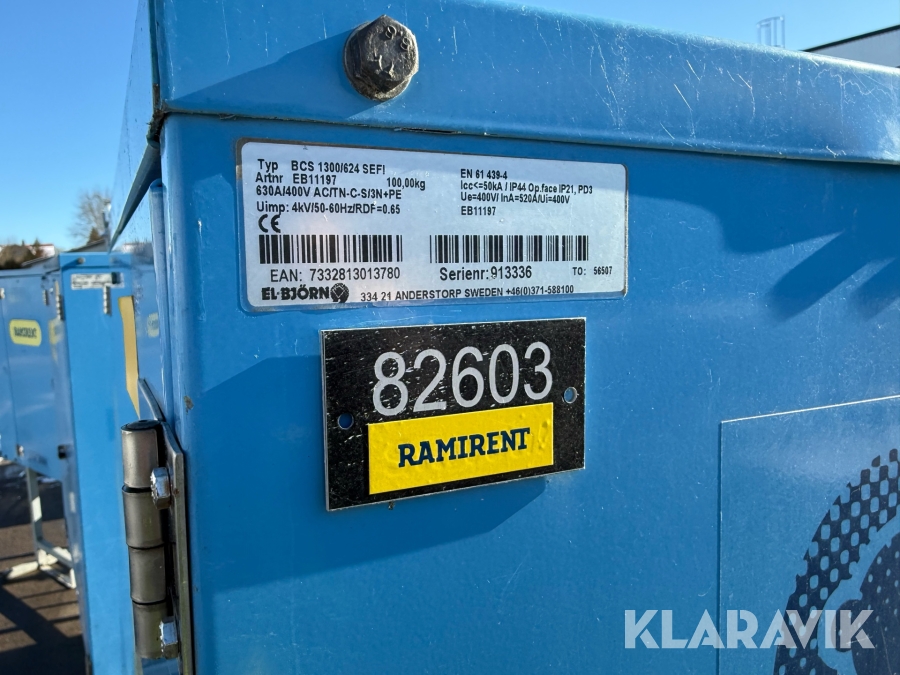 Typ BCS 1300/624 SEFI
Artnr EB11197 100,00kg
630A/400V AC/TN-C-S/3N+PE
Uimp: 4kV/50-60Hz/RDF=0.65
CE
EN 61 439-4
Icc<=50kA / IP44 Op.face IP21, PD3
Ue=400V/ InA=520A/Ui=400V
EB11197
EAN: 7332813013780
Serienr: 913336 TO: 56507
EL-BJÖRN 334 21 ANDERSTORP SWEDEN +46(0)371-588100
82603
RAMIRENT
RAMIRENT
KLARAVIK